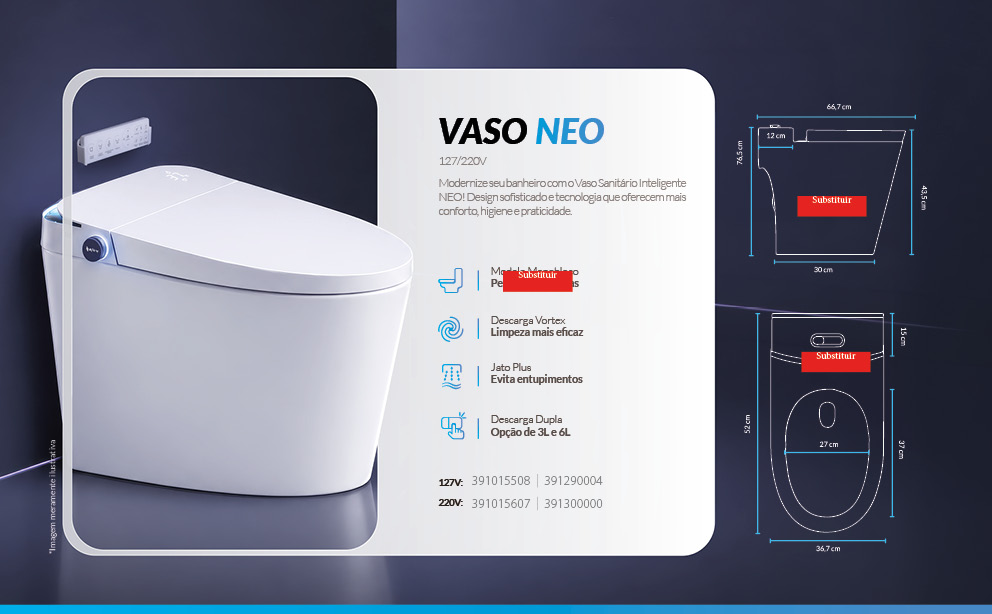 VASO NEO
127/220V
Modernize seu banheiro com o Vaso Sanitário Inteligente
NEO! Design sofisticado e tecnologia que oferecem mais
conforto, higiene e praticidade.
Substituir
Descarga Vortex
Limpeza mais eficaz
Jato Plus
Evita entupimentos
Descarga Dupla
Opção de 3L e 6L
127V: 391015508 | 391290004
220V: 391015607 | 391300000
*Imagem meramente ilustrativa
66,7 cm
12 cm
76,5 cm
Substituir
43,5 cm
30 cm
15 cm
Substituir
52 cm
27 cm
37 cm
36,7 cm